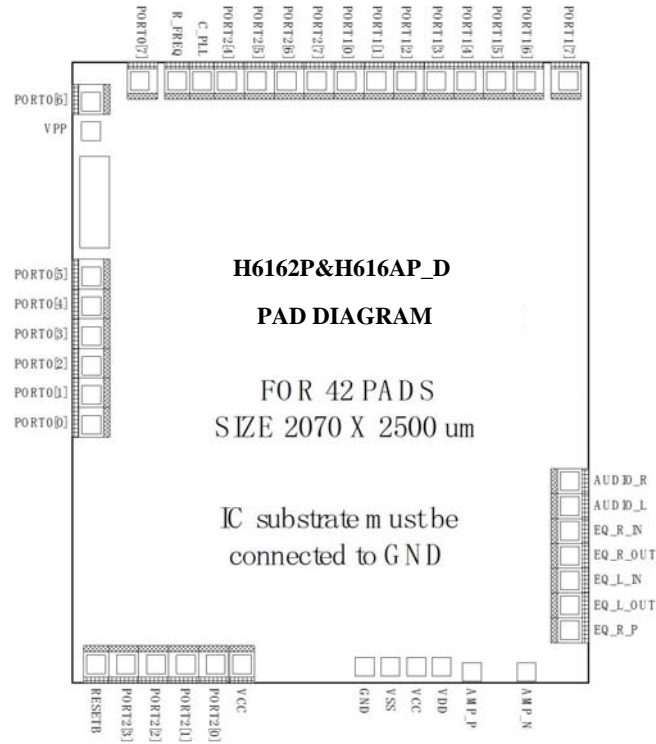 PORT0[7]
R_FREQ
C_PLL
PORT2[4]
PORT2[5]
PORT2[6]
PORT2[7]
PORT1[0]
PORT1[1]
PORT1[2]
PORT1[3]
PORT1[4]
PORT1[5]
PORT1[6]
PORT1[7]
PORT0[6]
VPP
H6162P&H616AP_D
PAD DIAGRAM
PORT0[5]
PORT0[4]
PORT0[3]
PORT0[2]
PORT0[1]
PORT0[0]
FOR 42 PADS
SIZE 2070 X 2500 um
IC substrate must be
connected to GND
AUDIO_R
AUDIO_L
EQ_R_IN
EQ_R_OUT
EQ_L_IN
EQ_L_OUT
EQ_R_P
RESETB
PORT2[3]
PORT2[2]
PORT2[1]
PORT2[0]
VCC
GND
VSS
VCC
VDD
AMP_P
AMP_N